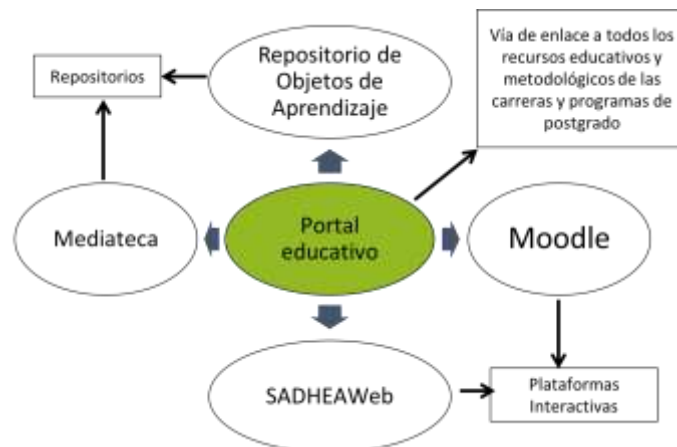 Repositorio de
Objetos de
Aprendizaje
Vía de enlace a todos los
recursos educativos y
metodológicos de las
carreras y programas de
postgrado
Repositorios
Mediateca
Portal
educativo
Moodle
SADHEAWeb
Plataformas
Interactivas